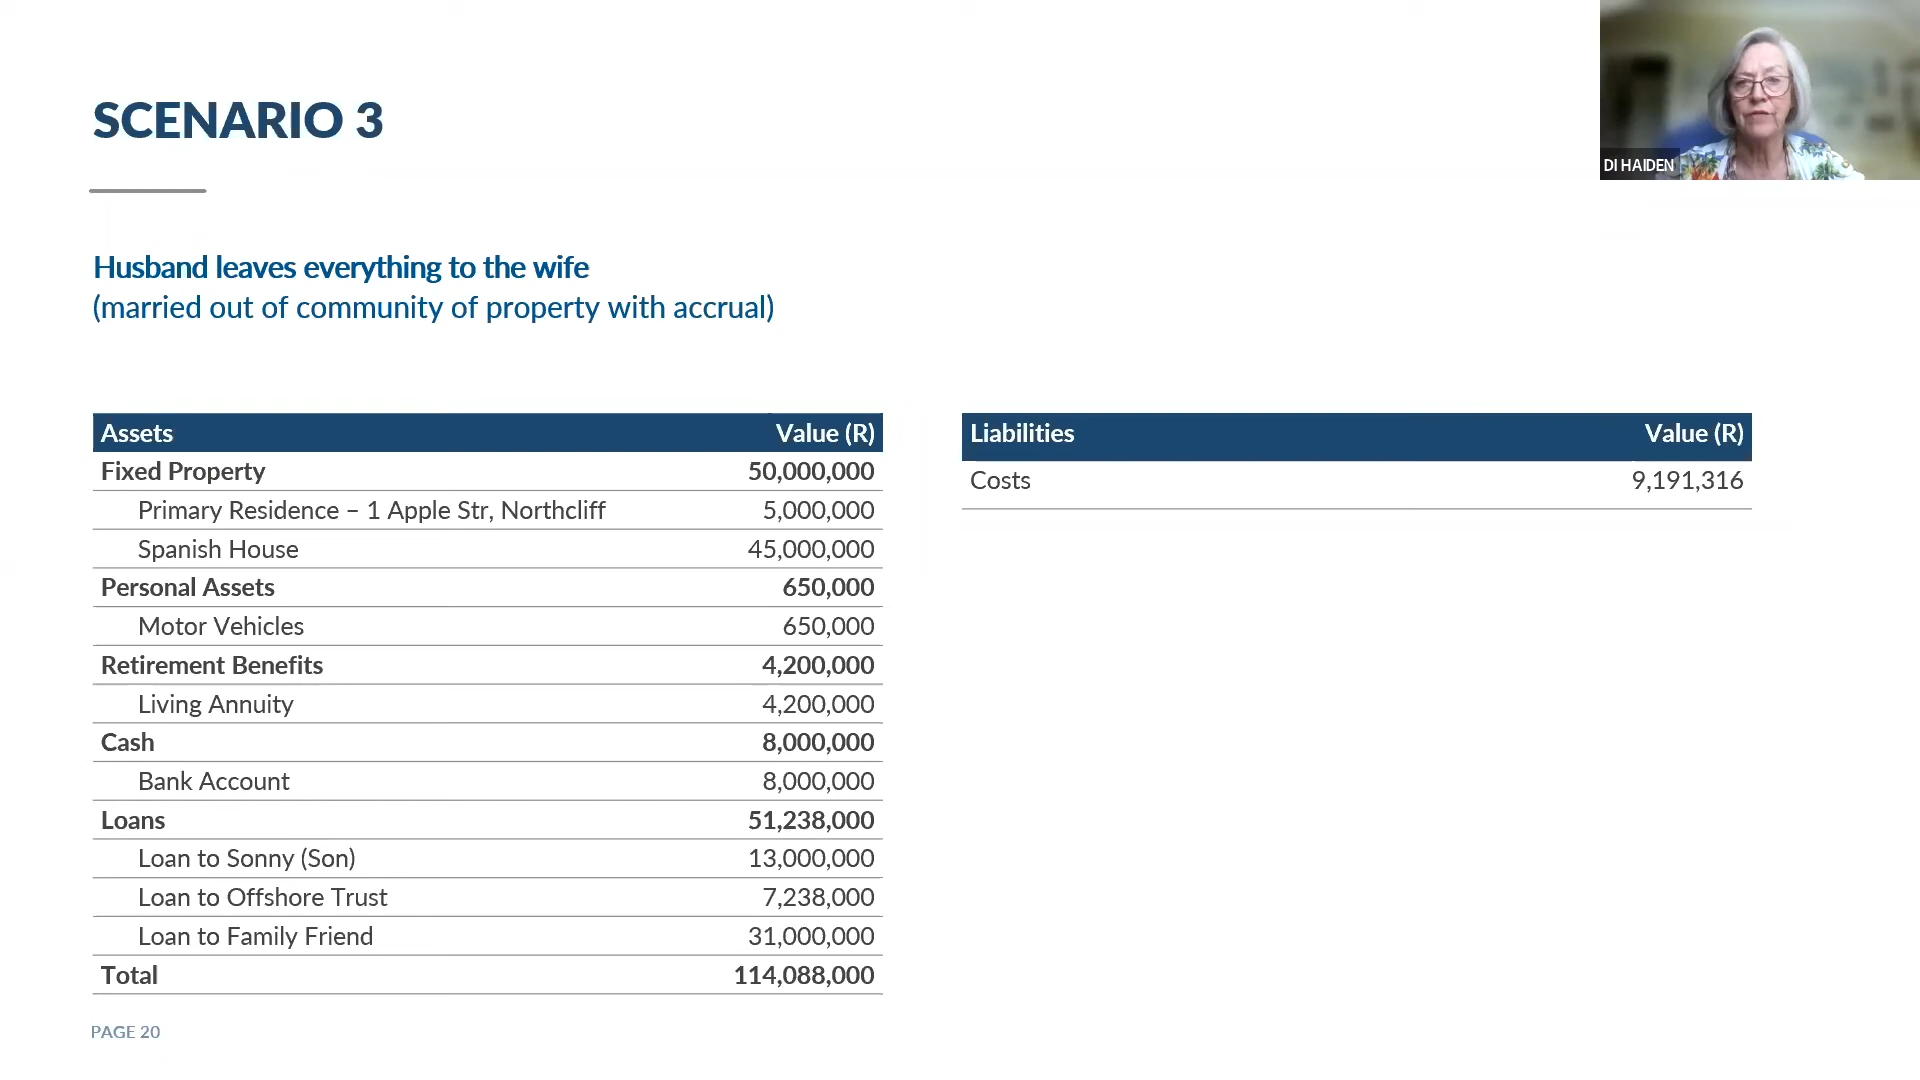 SCENARIO 3
DI HAIDEN
Husband leaves everything to the wife
(married out of community of property with accrual)
Assets Value (R)
Fixed Property 50,000,000
Primary Residence – 1 Apple Str, Northcliff 5,000,000
Spanish House 45,000,000
Personal Assets 650,000
Motor Vehicles 650,000
Retirement Benefits 4,200,000
Living Annuity 4,200,000
Cash 8,000,000
Bank Account 8,000,000
Loans 51,238,000
Loan to Sonny (Son) 13,000,000
Loan to Offshore Trust 7,238,000
Loan to Family Friend 31,000,000
Total 114,088,000
Liabilities Value (R)
Costs 9,191,316
PAGE 20